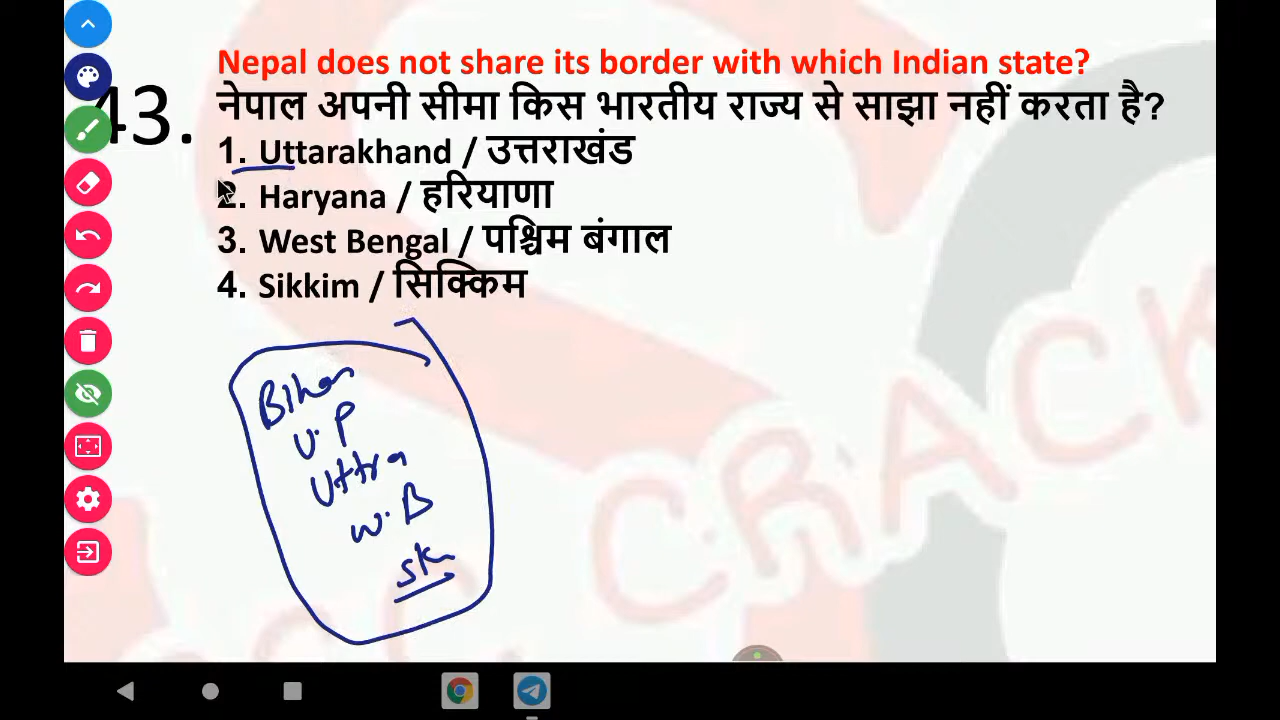 Nepal does not share its border with which Indian state?
43. नेपाल अपनी सीमा किस भारतीय राज्य से साझा नहीं करता है?
1. Uttarakhand / उत्तराखंड
2. Haryana / हरियाणा
3. West Bengal / पश्चिम बंगाल
4. Sikkim / सिक्किम
Bihar
U.P
Uttra
W.B
SK
CRACK